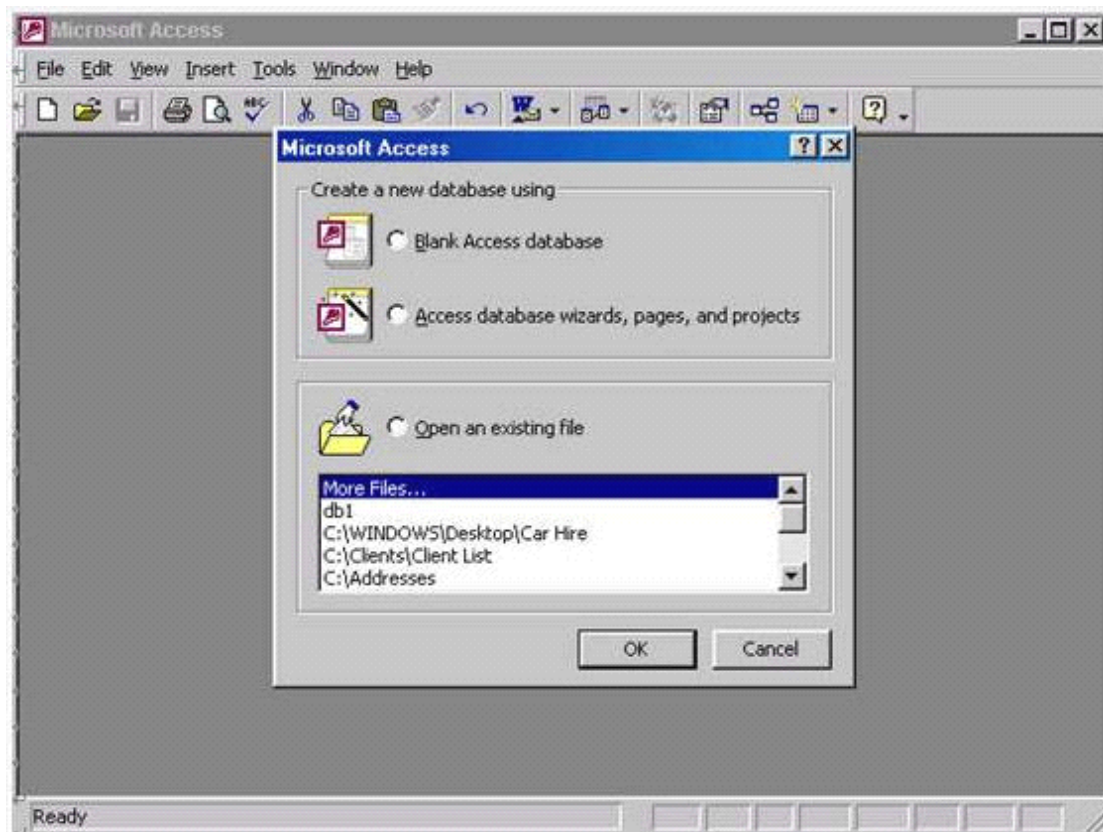 Microsoft Access
File Edit View Insert Tools Window Help
ABC
W
Microsoft Access
Create a new database using
Blank Access database
Access database wizards, pages, and projects
Open an existing file
More Files...
db1
C:\WINDOWS\Desktop\Car Hire
C:\Clients\Client List
C:\Addresses
OK Cancel
Ready